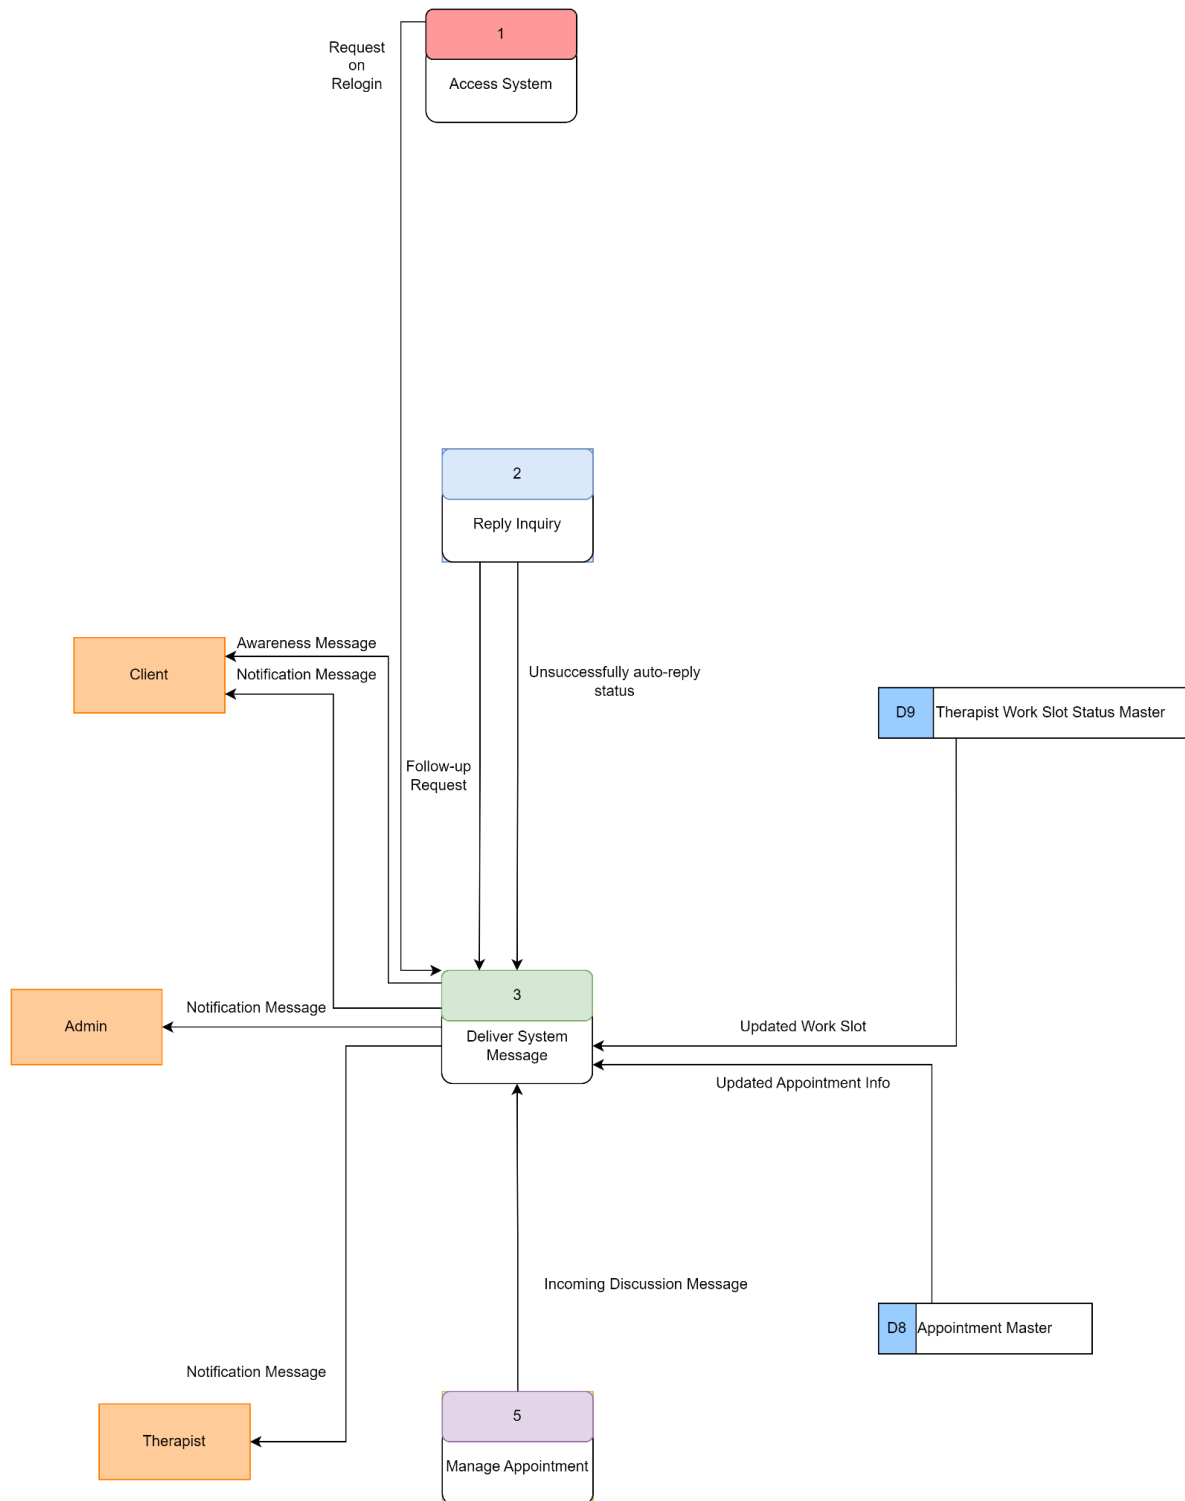 1
Access System
Request
on
Relogin
2
Reply Inquiry
Awareness Message
Client
Notification Message
Unsuccessfully auto-reply
status
D9
Therapist Work Slot Status Master
Follow-up
Request
3
Deliver System
Message
Notification Message
Admin
Updated Work Slot
Updated Appointment Info
Incoming Discussion Message
D8
Appointment Master
Notification Message
Therapist
5
Manage Appointment